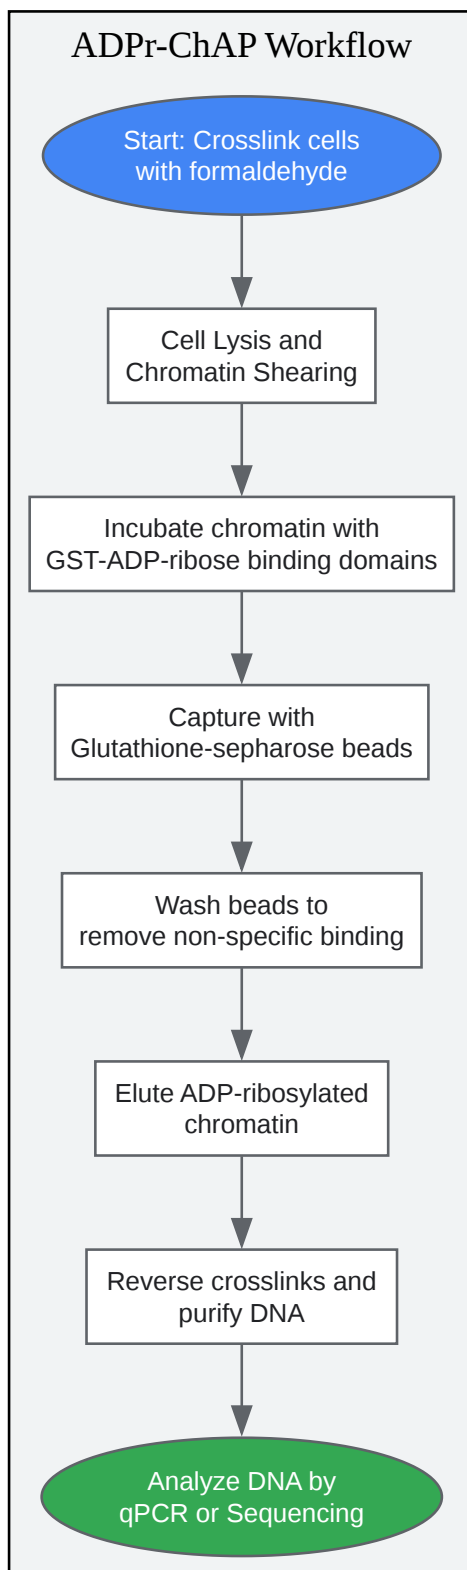 ADPr-ChAP Workflow
Start: Crosslink cells
with formaldehyde
Cell Lysis and
Chromatin Shearing
Incubate chromatin with
GST-ADP-ribose binding domains
Capture with
Glutathione-sepharose beads
Wash beads to
remove non-specific binding
Elute ADP-ribosylated
chromatin
Reverse crosslinks and
purify DNA
Analyze DNA by
qPCR or Sequencing